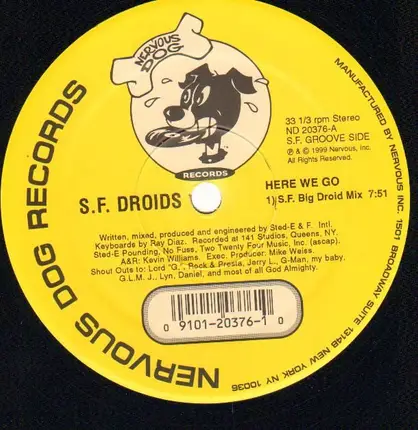 NERVOUS
DOG
RECORDS
NERVOUS DOG RECORDS
33 1/3 rpm Stereo
ND 20376-A
S.F. GROOVE SIDE
℗ & © 1999 Nervous, Inc.
All Rights Reserved.
S.F. DROIDS
HERE WE GO
1) S.F. Big Droid Mix 7:51
Written, mixed, produced and engineered by Sted-E & F. Intl.
Keyboards by Ray Diaz. Recorded at 141 Studios, Queens, NY.
Sted-E Pounding, No Fuss, Two Twenty Four Music, Inc. (ascap).
A&R: Kevin Williams. Exec. Producer: Mike Weiss.
Shout Outs to: Lord "G,", Rock & Presia, Jerry L., G-Man, my baby,
G.L.M. J.. Lyn, Daniel, and most of all God Almighty.
0 9101-20376-1 0
MANUFACTURED BY NERVOUS INC. 1501 BROADWAY SUITE 1314B NEW YORK NY 10036